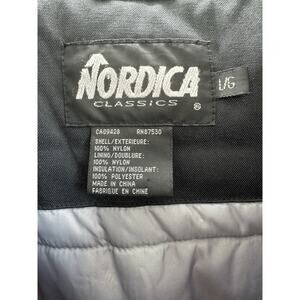 NORDICA
CLASSICS
®
L/G
CA09428 RN87530
SHELL/EXTERIEURE:
100% NYLON
LINING/DOUBLURE:
100% NYLON
INSULATION/ISOLANT:
100% POLYESTER
MADE IN CHINA
FABRIQUE EN CHINE